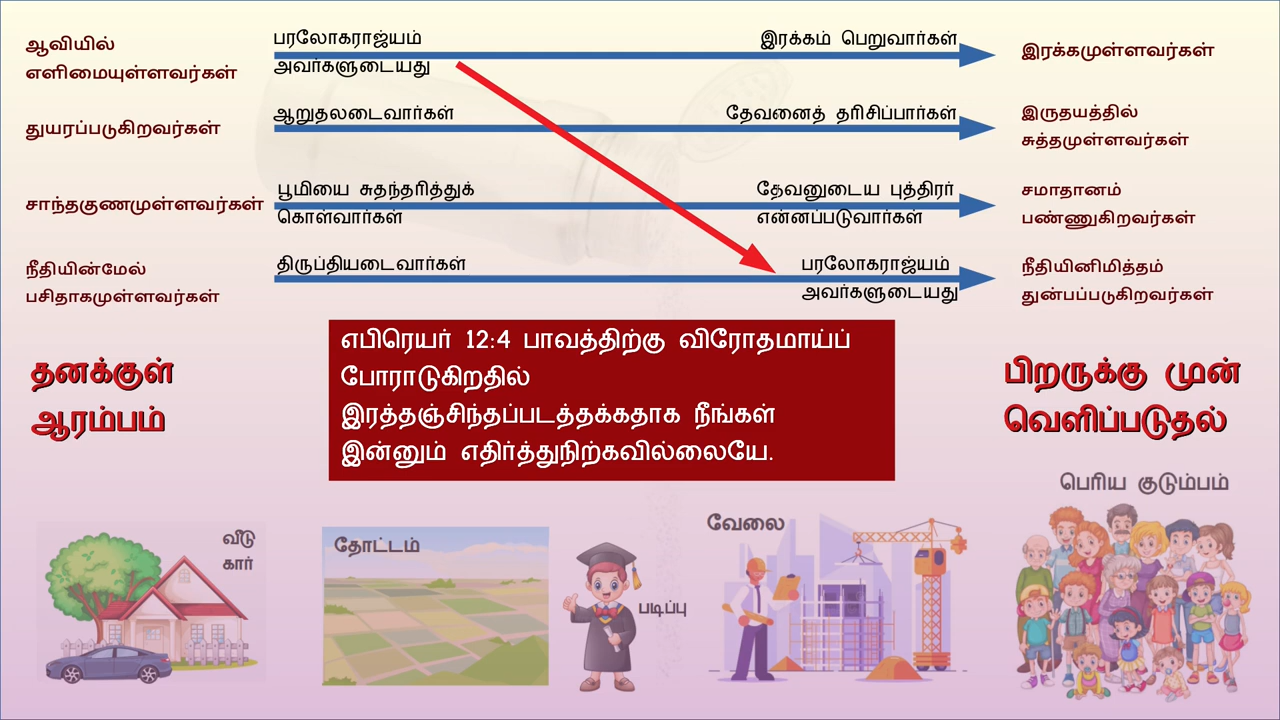 ஆவியில்
எளிமையுள்ளவர்கள்
பரலோகராஜ்யம்
அவர்களுடையது
இரக்கம் பெறுவார்கள்
இரக்கமுள்ளவர்கள்
துயரப்படுகிறவர்கள்
ஆறுதலடைவார்கள்
தேவனைத் தரிசிப்பார்கள்
இருதயத்தில்
சுத்தமுள்ளவர்கள்
சாந்தகுணமுள்ளவர்கள்
பூமியை சுதந்தரித்துக்
கொள்வார்கள்
தேவனுடைய புத்திரர்
என்னப்படுவார்கள்
சமாதானம்
பண்ணுகிறவர்கள்
நீதியின்மேல்
பசிதாகமுள்ளவர்கள்
திருப்தியடைவார்கள்
பரலோகராஜ்யம்
அவர்களுடையது
நீதியினிமித்தம்
துன்பப்படுகிறவர்கள்
தனக்குள்
ஆரம்பம்
எபிரெயர் 12:4 பாவத்திற்கு விரோதமாய்ப்
போராடுகிறதில்
இரத்தஞ்சிந்தப்படத்தக்கதாக நீங்கள்
இன்னும் எதிர்த்துநிற்கவில்லையே.
பிறருக்கு முன்
வெளிப்படுதல்
வீடு
கார்
தோட்டம்
படிப்பு
வேலை
பெரிய குடும்பம்